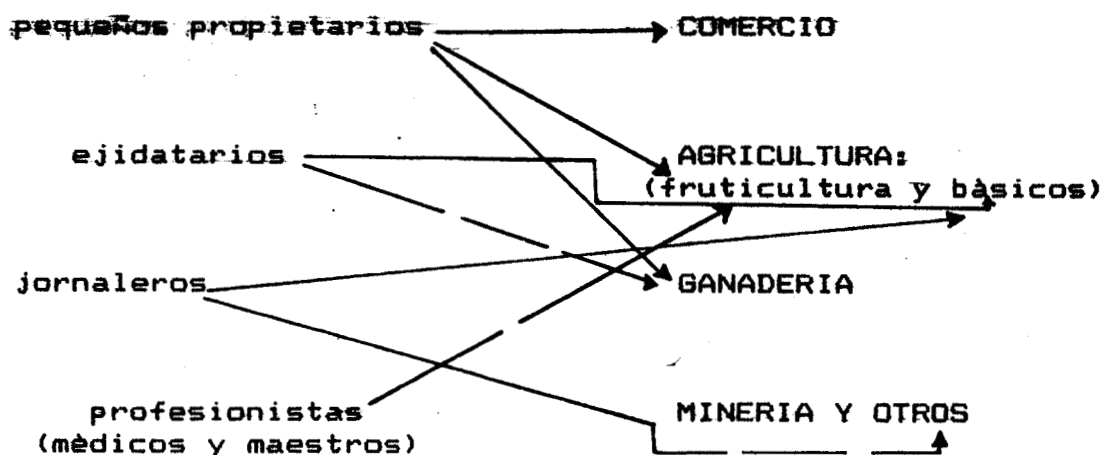 pequeños propietarios COMERCIO
ejidatarios AGRICULTURA:
(fruticultura y bàsicos)
jornaleros GANADERIA
profesionistas MINERIA Y OTROS
(mèdicos y maestros)